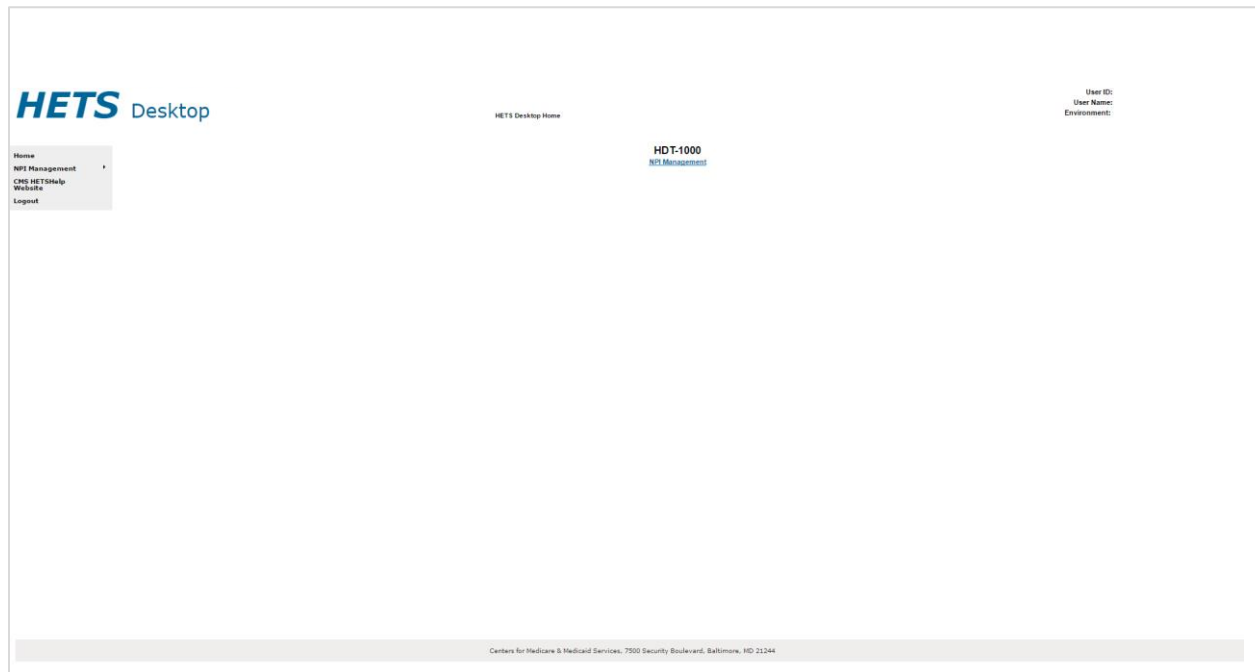 HETS Desktop
HETS Desktop Home
User ID:
User Name:
Environment:
Home
NPI Management
CMS HETSHelp
Website
Logout
HDT-1000
NPI Management
Centers for Medicare & Medicaid Services, 7500 Security Boulevard, Baltimore, MD 21244